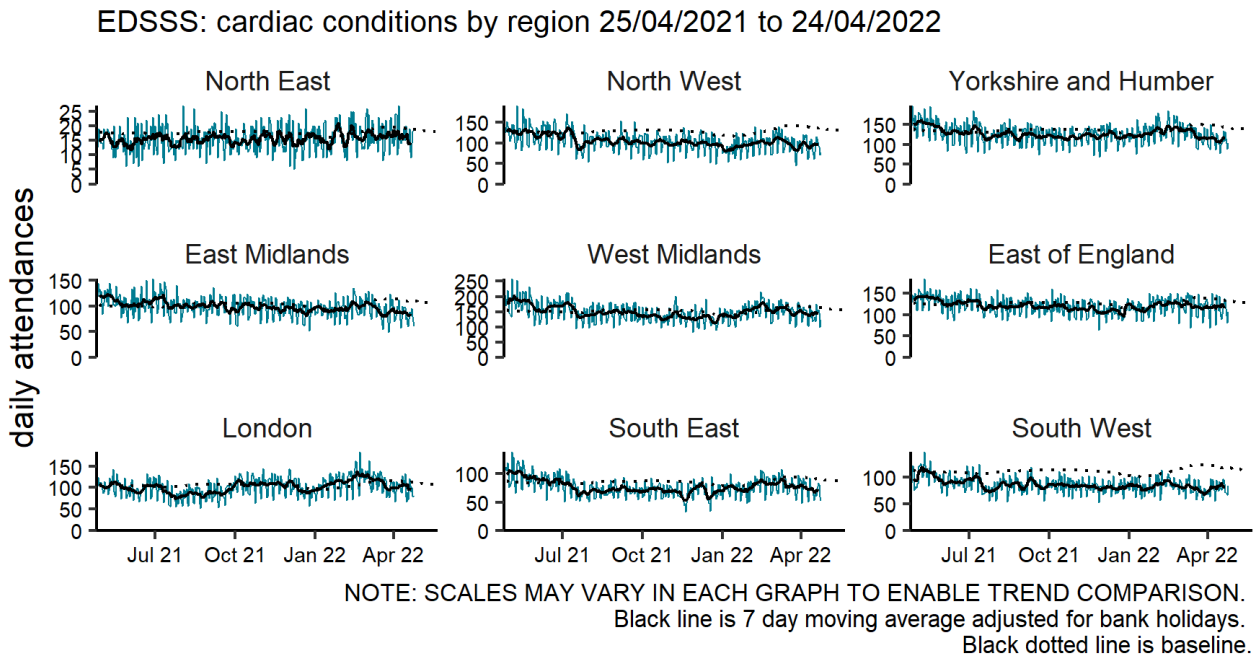 EDSSS: cardiac conditions by region 25/04/2021 to 24/04/2022
North East
North West
Yorkshire and Humber
25
20
15
10
5
0
150
100
50
0
150
100
50
0
daily attendances
East Midlands
West Midlands
East of England
150
100
50
0
250
200
150
100
50
0
150
100
50
0
London
South East
South West
150
100
50
0
100
50
0
100
50
0
Jul 21 Oct 21 Jan 22 Apr 22
Jul 21 Oct 21 Jan 22 Apr 22
Jul 21 Oct 21 Jan 22 Apr 22
NOTE: SCALES MAY VARY IN EACH GRAPH TO ENABLE TREND COMPARISON.
Black line is 7 day moving average adjusted for bank holidays.
Black dotted line is baseline.